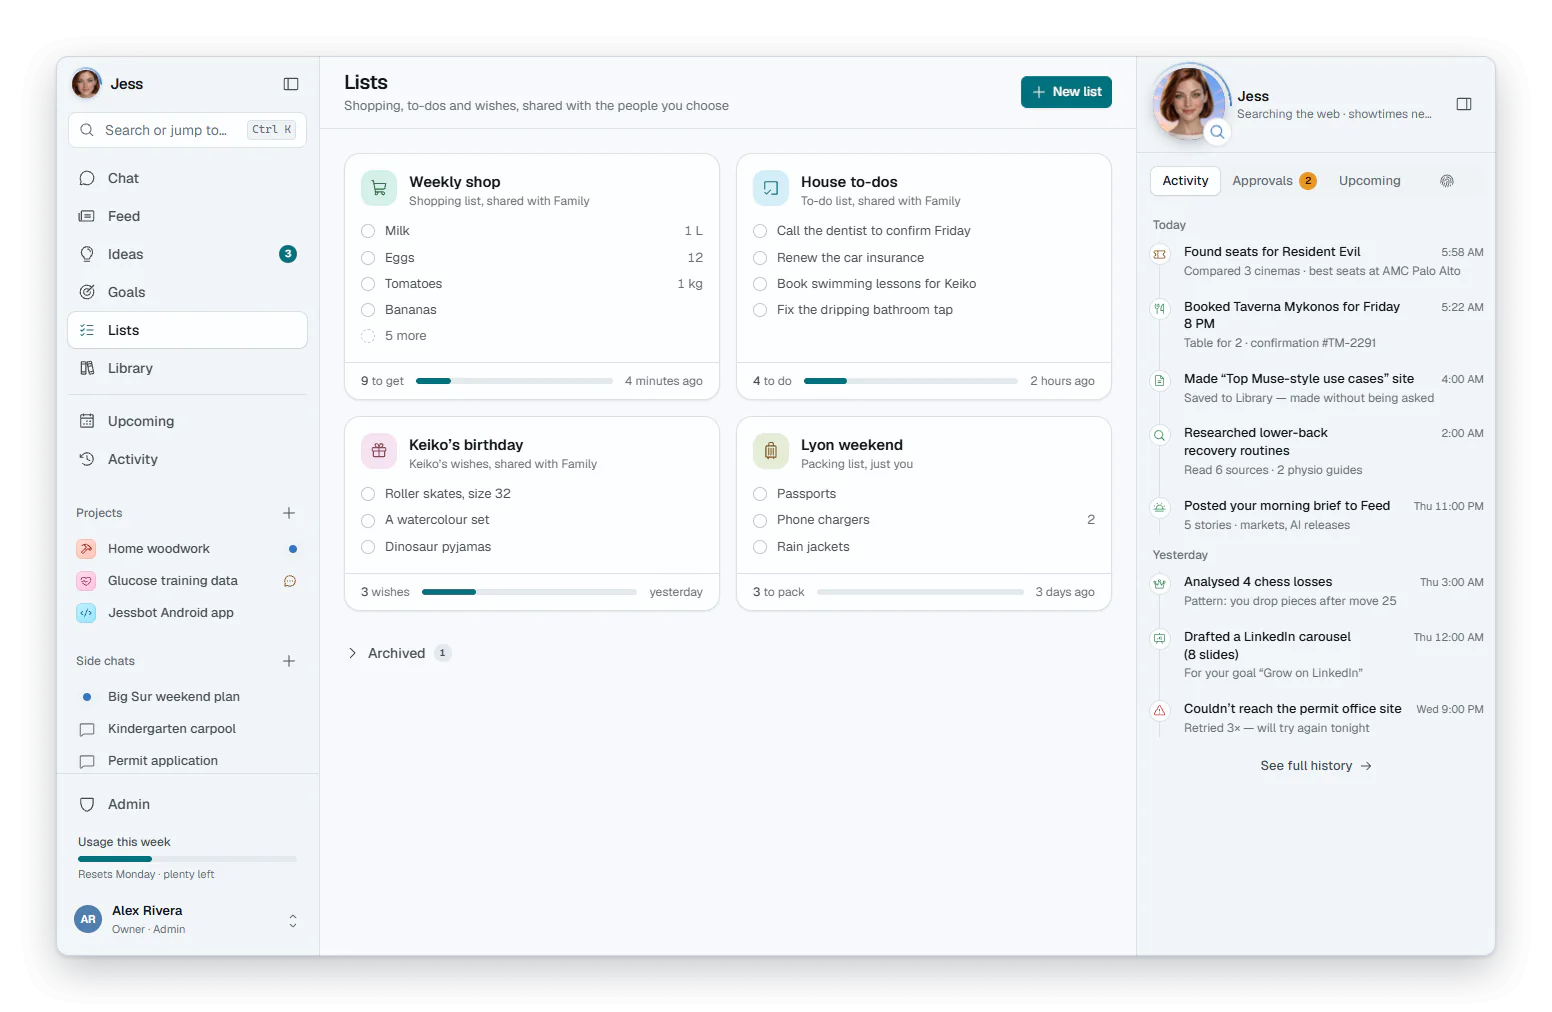 Jess
Search or jump to...
Ctrl K
Chat
Feed
Ideas
3
Goals
Lists
Library
Upcoming
Activity
Projects
Home woodwork
Glucose training data
Jessbot Android app
Side chats
Big Sur weekend plan
Kindergarten carpool
Permit application
Admin
Usage this week
Resets Monday · plenty left
AR
Alex Rivera
Owner · Admin
Lists
Shopping, to-dos and wishes, shared with the people you choose
New list
Weekly shop
Shopping list, shared with Family
Milk 1 L
Eggs 12
Tomatoes 1 kg
Bananas
5 more
9 to get 4 minutes ago
House to-dos
To-do list, shared with Family
Call the dentist to confirm Friday
Renew the car insurance
Book swimming lessons for Keiko
Fix the dripping bathroom tap
4 to do 2 hours ago
Keiko’s birthday
Keiko’s wishes, shared with Family
Roller skates, size 32
A watercolour set
Dinosaur pyjamas
3 wishes yesterday
Lyon weekend
Packing list, just you
Passports
Phone chargers 2
Rain jackets
3 to pack 3 days ago
Archived 1
Jess
Searching the web · showtimes ne...
Activity
Approvals 2
Upcoming
Today
Found seats for Resident Evil 5:58 AM
Compared 3 cinemas · best seats at AMC Palo Alto
Booked Taverna Mykonos for Friday 5:22 AM
8 PM
Table for 2 · confirmation #TM-2291
Made “Top Muse-style use cases” site 4:00 AM
Saved to Library — made without being asked
Researched lower-back 2:00 AM
recovery routines
Read 6 sources · 2 physio guides
Posted your morning brief to Feed Thu 11:00 PM
5 stories · markets, AI releases
Yesterday
Analysed 4 chess losses Thu 3:00 AM
Pattern: you drop pieces after move 25
Drafted a LinkedIn carousel Thu 12:00 AM
(8 slides)
For your goal “Grow on LinkedIn”
Couldn’t reach the permit office site Wed 9:00 PM
Retried 3× — will try again tonight
See full history